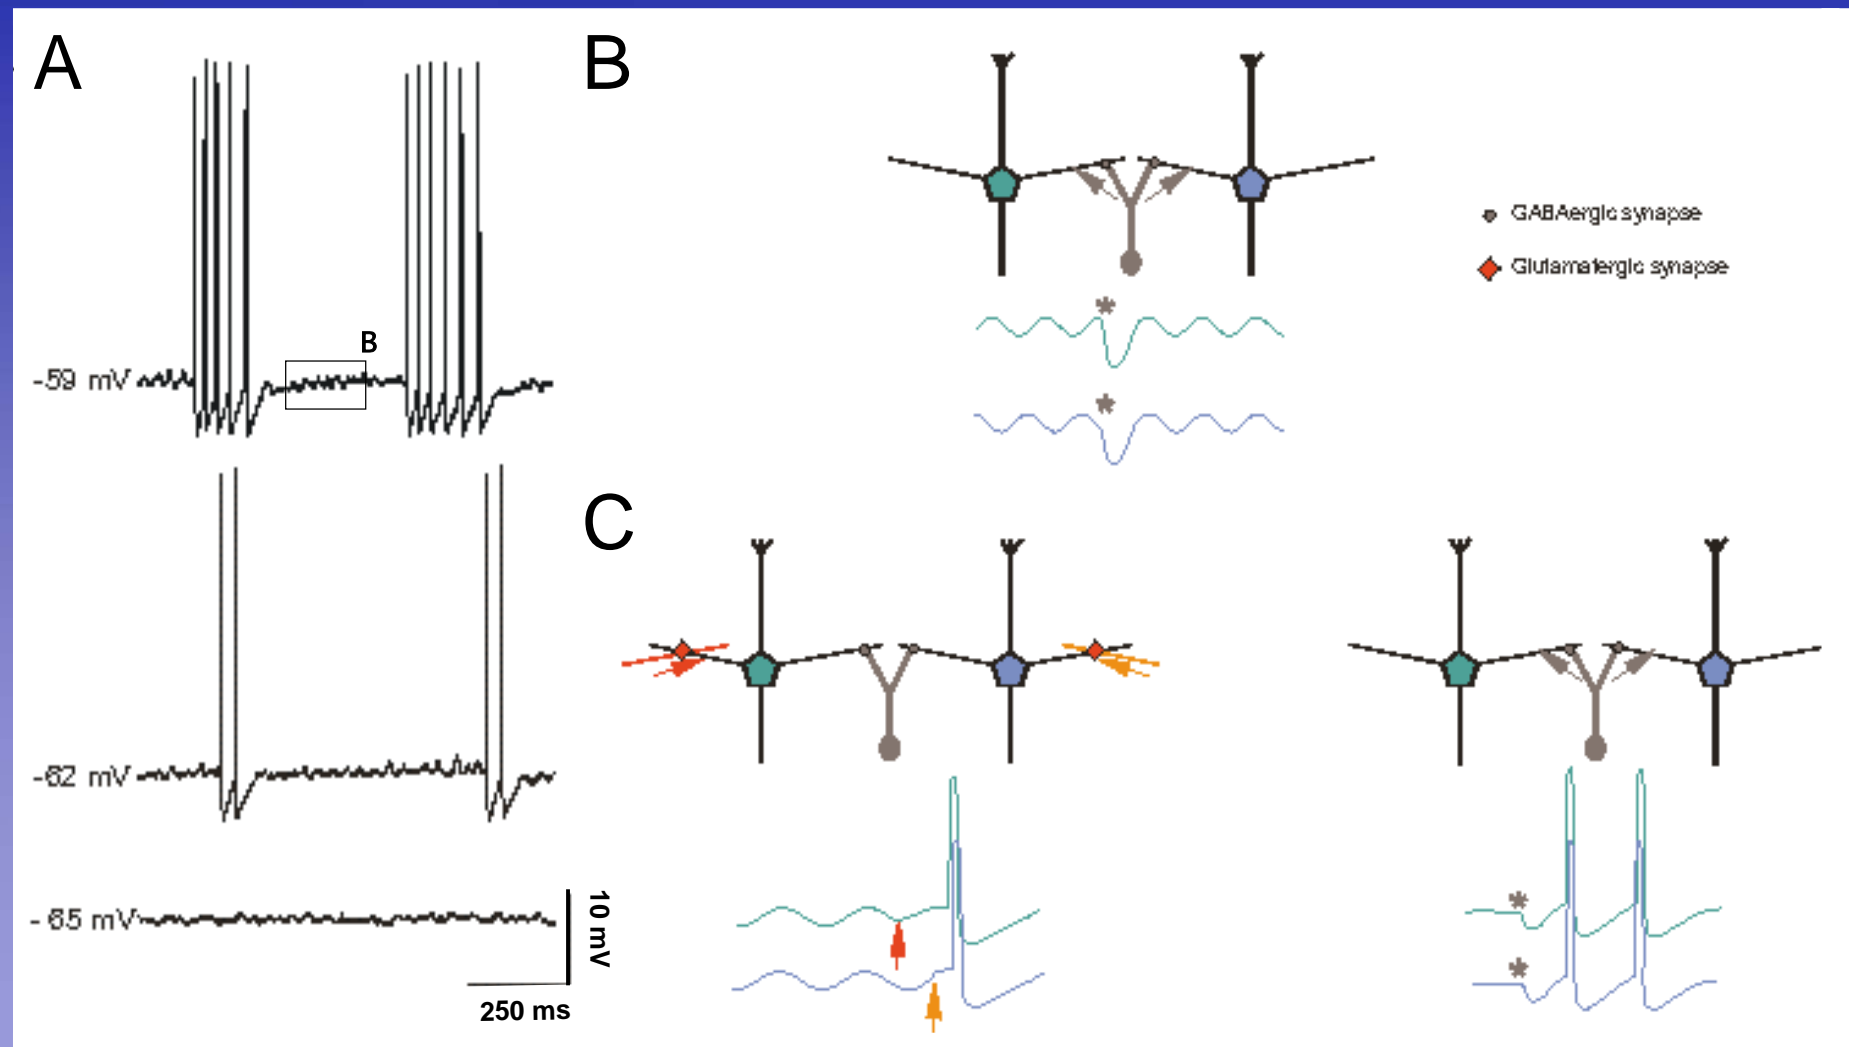 A
B
-59 mV
-62 mV
- 65 mV
10 mV
250 ms
B
GABAergic synapse
Glutamatergic synapse
*
*
C
*
*